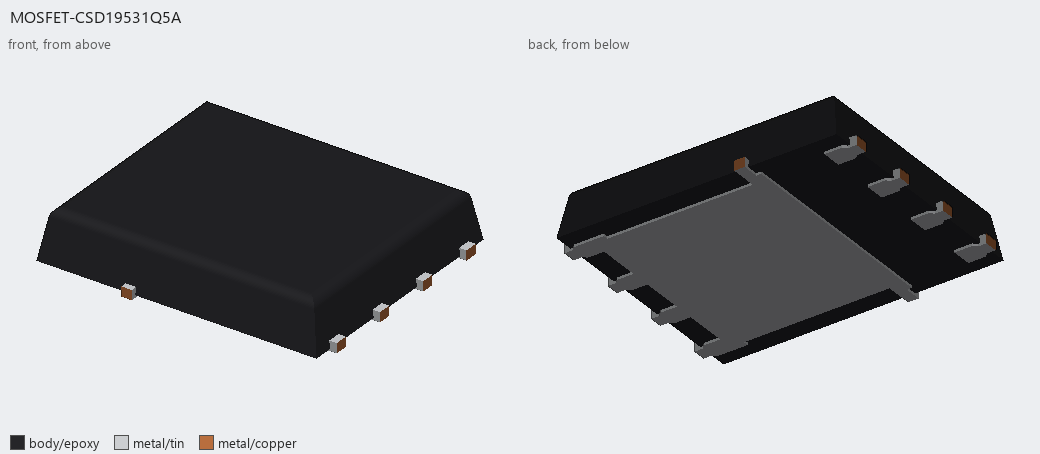 MOSFET-CSD19531Q5A
front, from above
back, from below
body/epoxy
metal/tin
metal/copper